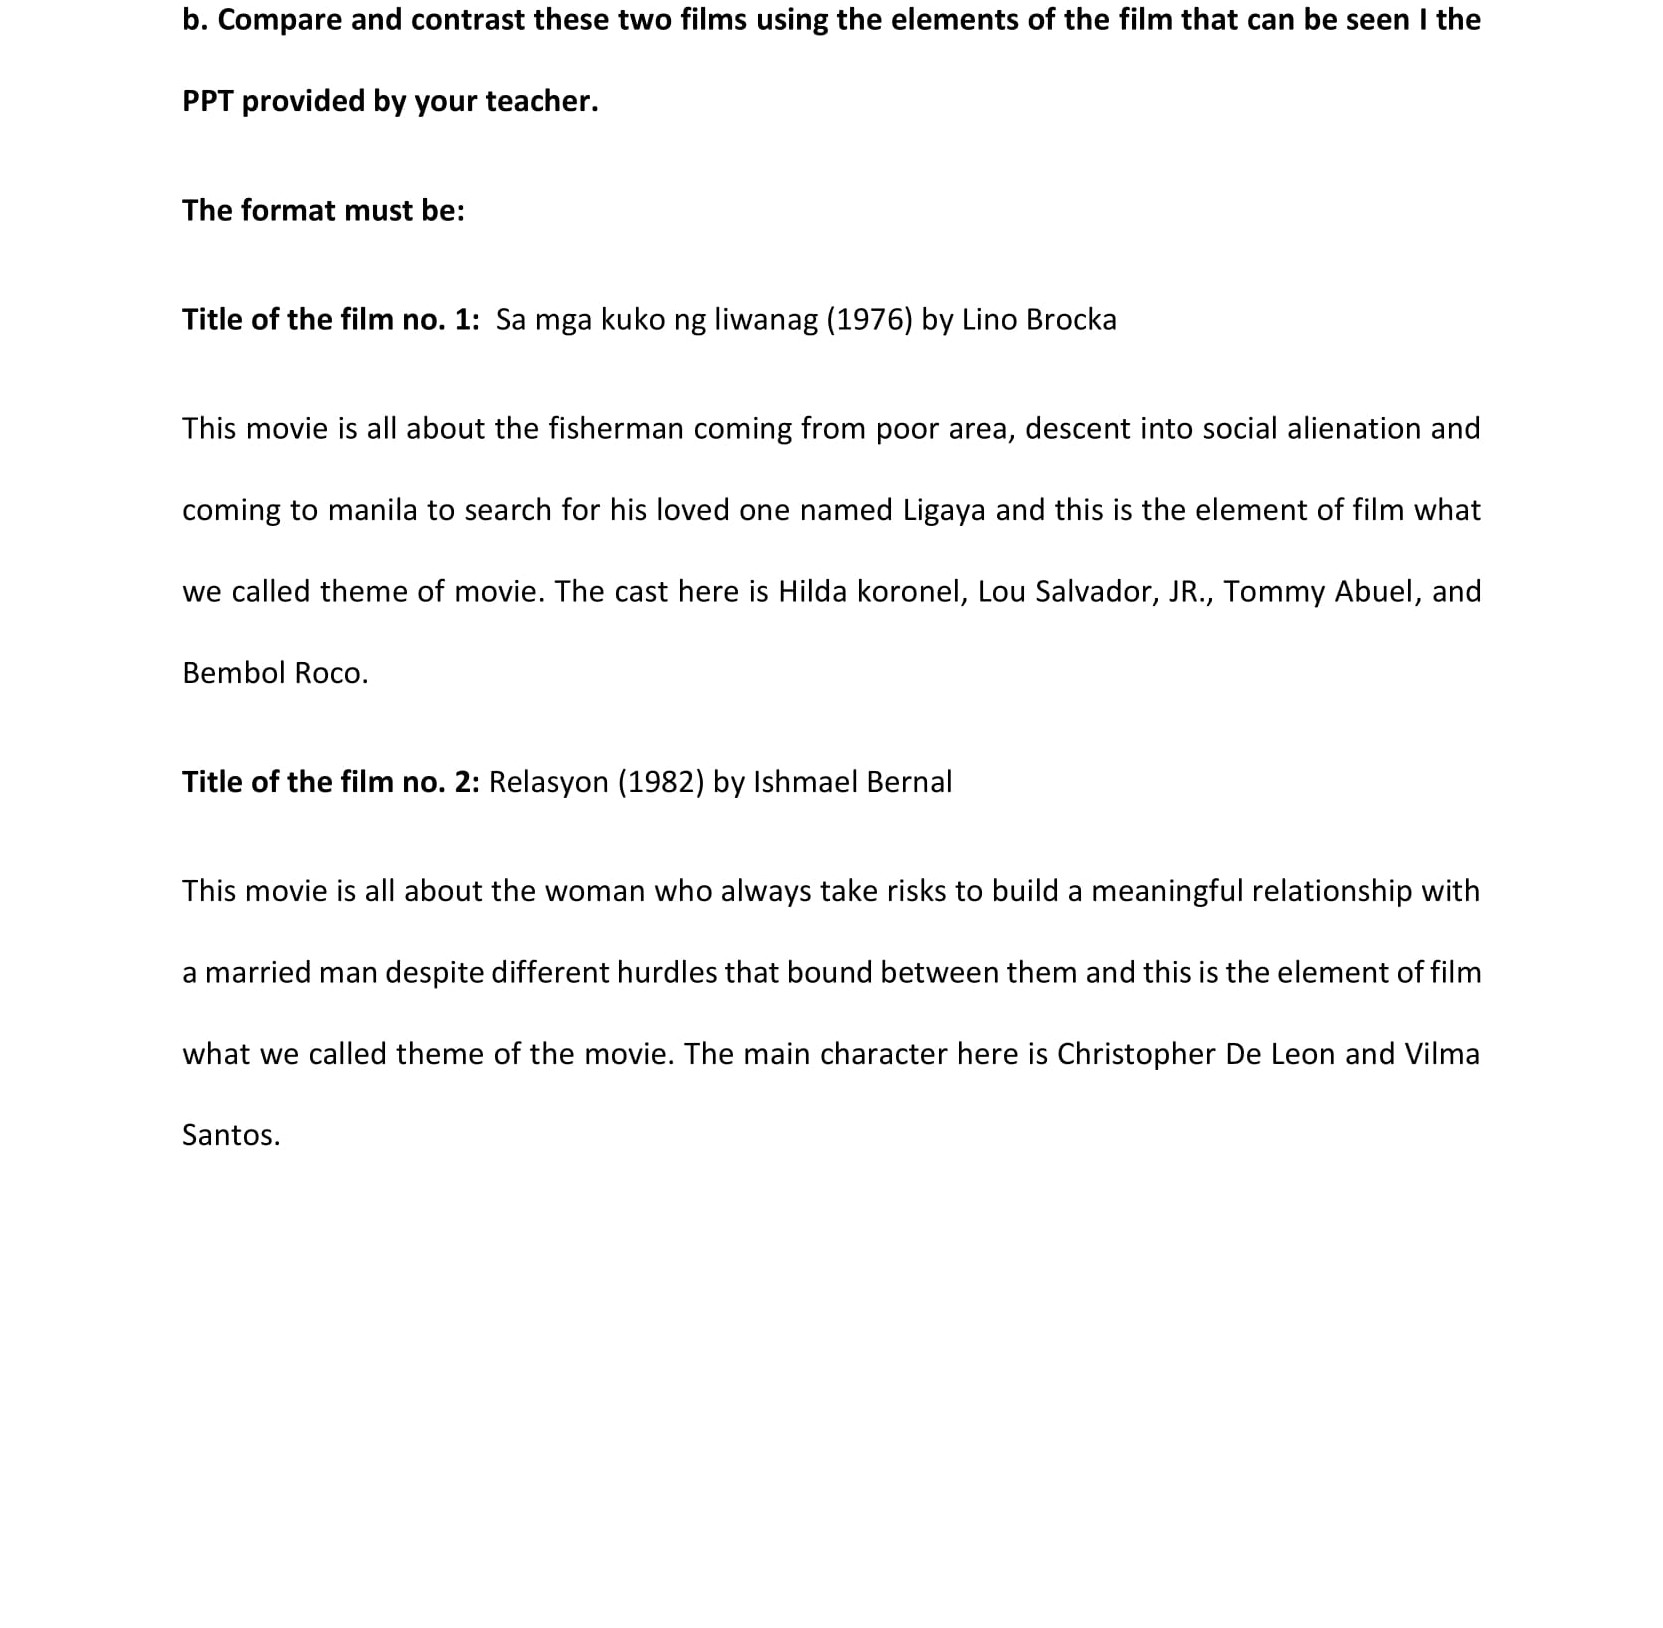 b. Compare and contrast these two films using the elements of the film that can be seen I the
PPT provided by your teacher.
The format must be:
Title of the film no. 1: Sa mga kuko ng liwanag (1976) by Lino Brocka
This movie is all about the fisherman coming from poor area, descent into social alienation and
coming to manila to search for his loved one named Ligaya and this is the element of film what
we called theme of movie. The cast here is Hilda koronel, Lou Salvador, JR., Tommy Abuel, and
Bembol Roco.
Title of the film no. 2: Relasyon (1982) by Ishmael Bernal
This movie is all about the woman who always take risks to build a meaningful relationship with
a married man despite different hurdles that bound between them and this is the element of film
what we called theme of the movie. The main character here is Christopher De Leon and Vilma
Santos.